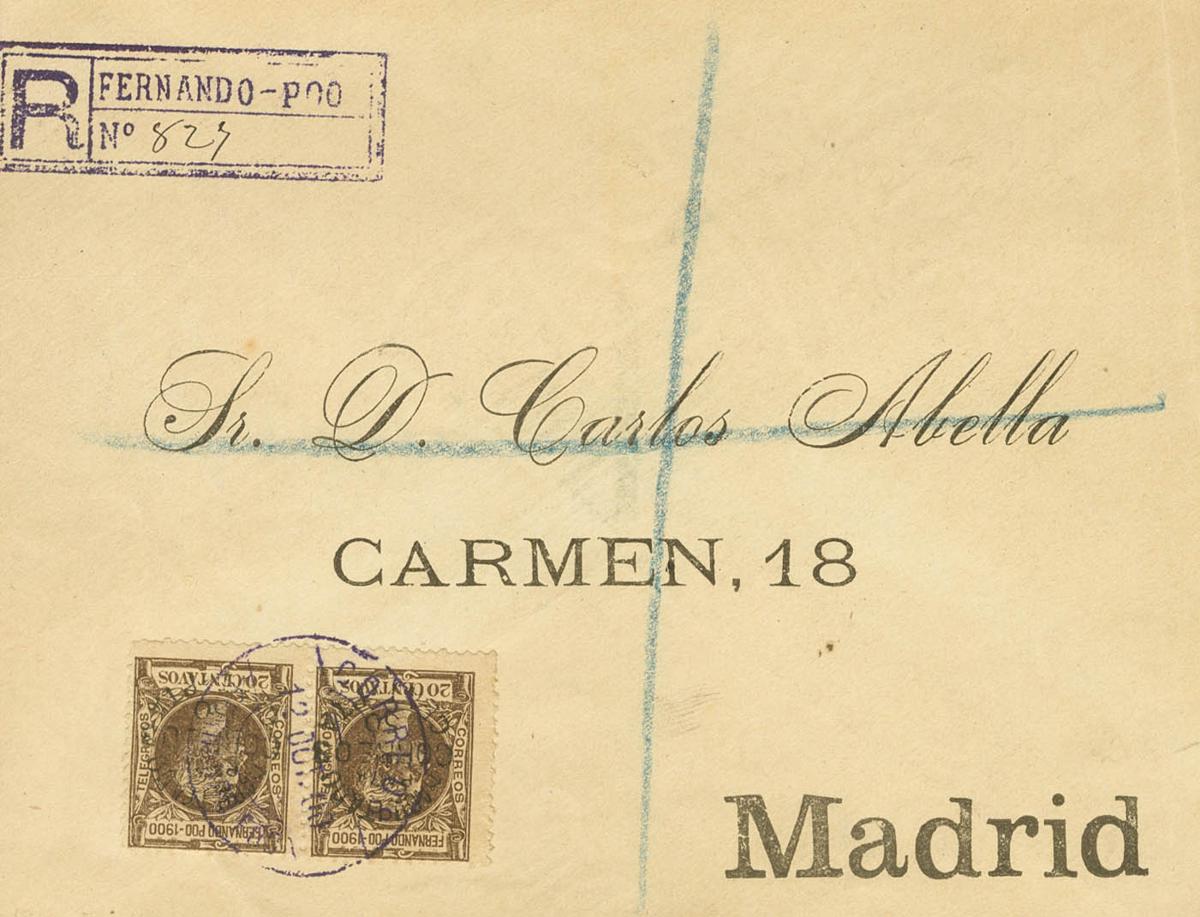 R FERNANDO-POO
Nº 827
Sr. D. Carlos Abella
CARMEN, 18
20 CENTAVOS
TELEGRAFOS
CORREOS
FERNANDO POO-1900
20 CENTAVOS
CORREOS
FERNANDO POO-1900
Madrid